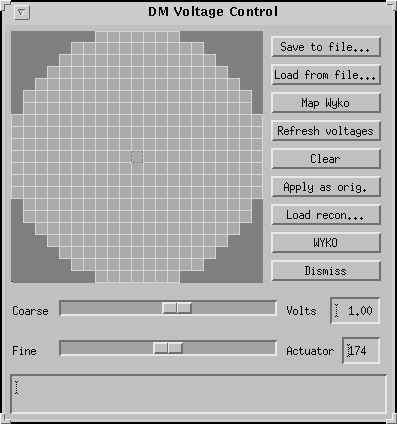 DM Voltage Control
Save to file...
Load from file...
Map Wyko
Refresh voltages
Clear
Apply as orig.
Load recon...
WYKO
Dismiss
Coarse
Volts 1.00
Fine
Actuator 174